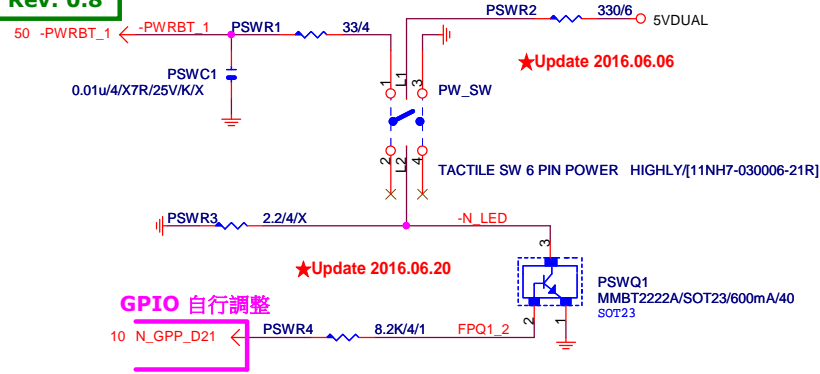 Rev. 0.8
PSWR2 330/6 5VDUAL
50 -PWRBT_1 -PWRBT_1 PSWR1 33/4
★Update 2016.06.06
PSWC1
0.01u/4/X7R/25V/K/X
1 L1 3
PW_SW
2 L2 4
TACTILE SW 6 PIN POWER HIGHLY/[11NH7-030006-21R]
PSWR3 2.2/4/X -N_LED
3
★Update 2016.06.20
PSWQ1
MMBT2222A/SOT23/600mA/40
SOT23
GPIO 自行調整
2 1
10 N_GPP_D21 PSWR4 8.2K/4/1 FPQ1_2